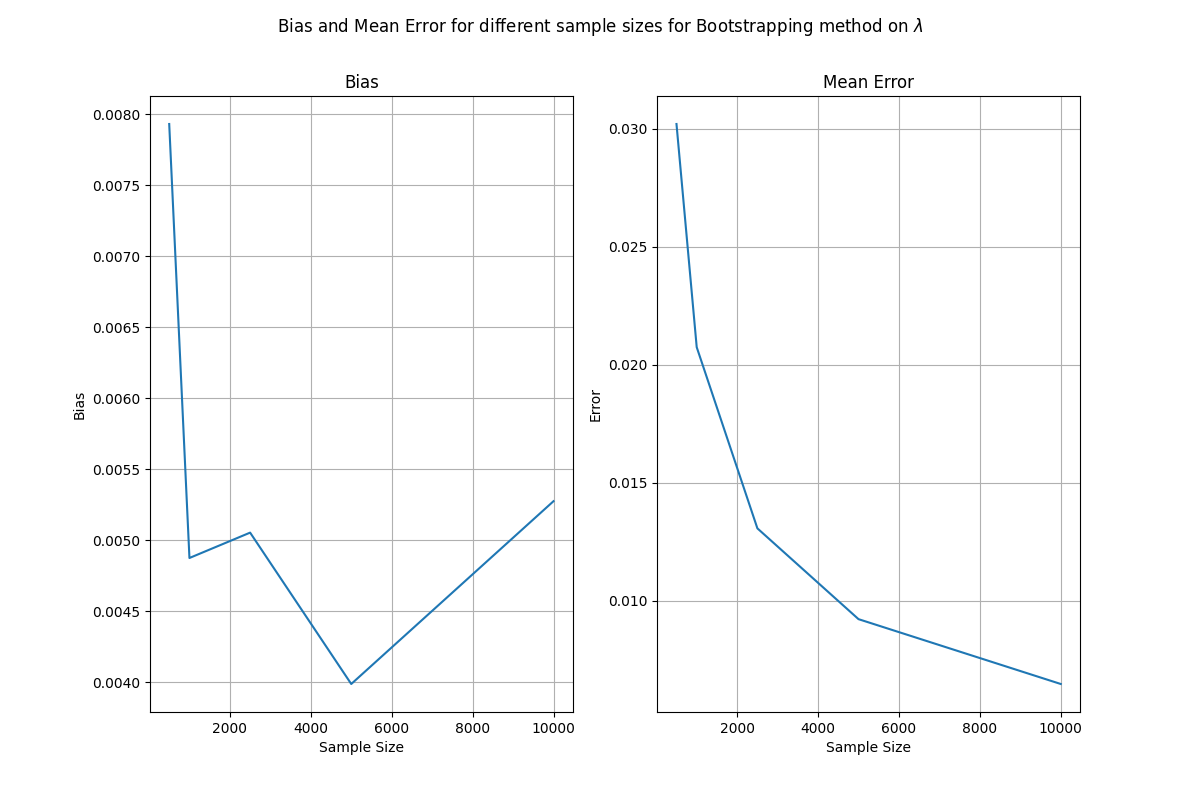 Bias and Mean Error for different sample sizes for Bootstrapping method on λ
Bias
0.0080
0.0075
0.0070
0.0065
0.0060
0.0055
0.0050
0.0045
0.0040
Bias
2000 4000 6000 8000 10000
Sample Size
Mean Error
0.030
0.025
0.020
0.015
0.010
Error
2000 4000 6000 8000 10000
Sample Size